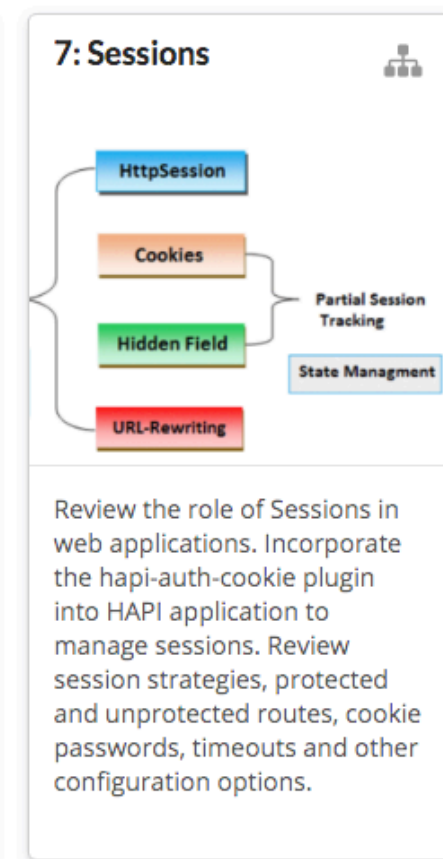 7: Sessions
HttpSession
Cookies
Partial Session
Tracking
Hidden Field
State Managment
URL-Rewriting
Review the role of Sessions in
web applications. Incorporate
the hapi-auth-cookie plugin
into HAPI application to
manage sessions. Review
session strategies, protected
and unprotected routes, cookie
passwords, timeouts and other
configuration options.